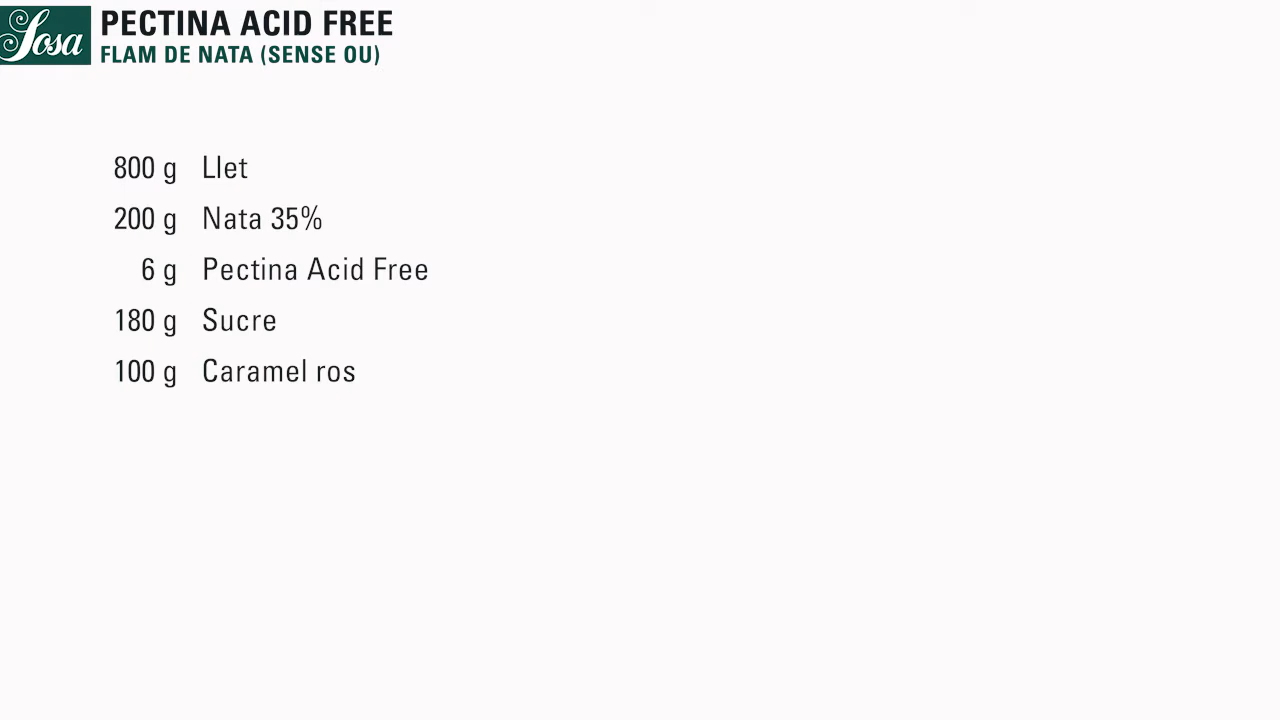 Sosa
PECTINA ACID FREE
FLAM DE NATA (SENSE OU)
800 g Llet
200 g Nata 35%
6 g Pectina Acid Free
180 g Sucre
100 g Caramel ros